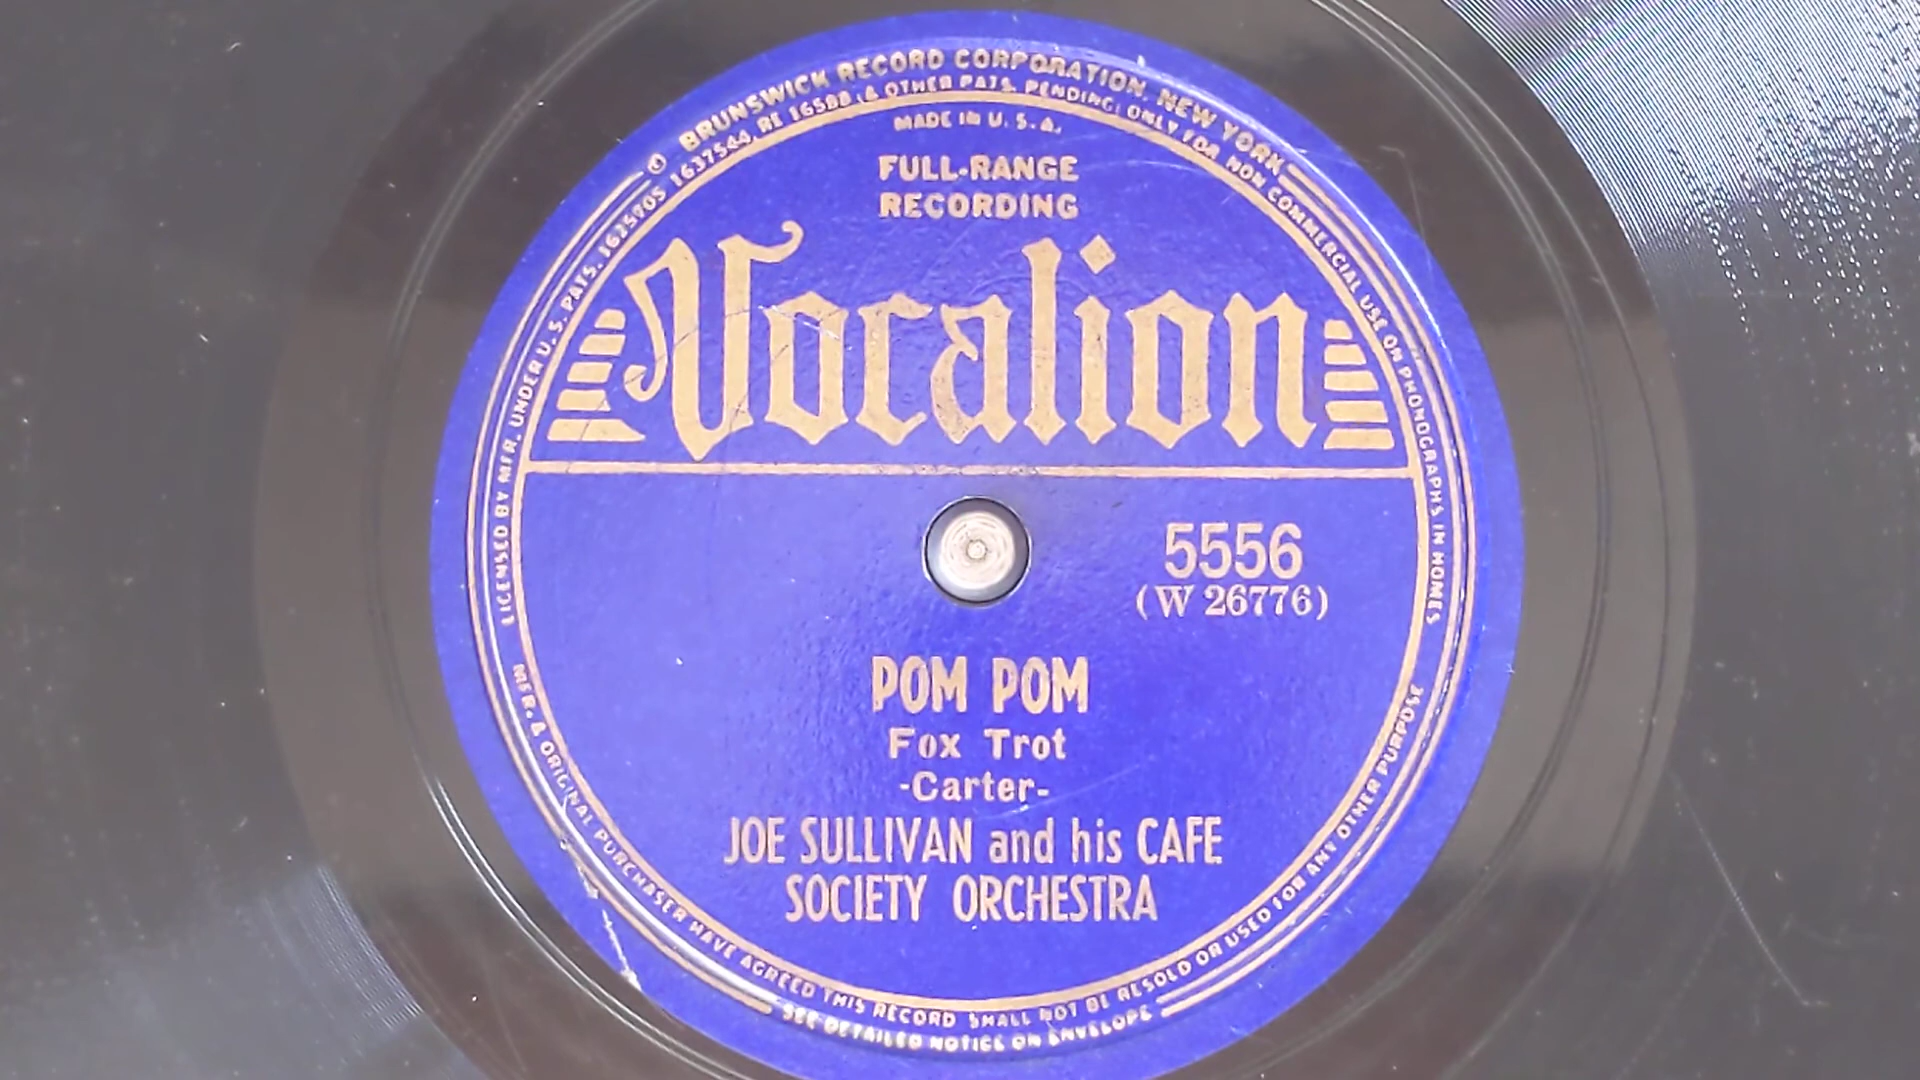 © BRUNSWICK RECORD CORPORATION, NEW YORK
LICENSED BY MFR. UNDER U.S. PATS. 1625705 1637544, RE 16588 (& OTHER PATS. PENDING) ONLY FOR NON COMMERCIAL USE ON PHONOGRAPHS IN HOMES
MADE IN U.S.A.
FULL-RANGE
RECORDING
Vocalion
5556
(W 26776)
POM POM
Fox Trot
-Carter-
JOE SULLIVAN and his CAFE
SOCIETY ORCHESTRA
MFR. & ORIGINAL PURCHASER HAVE AGREED THIS RECORD SHALL NOT BE RESOLD OR USED FOR ANY OTHER PURPOSE
SEE DETAILED NOTICE ON ENVELOPE